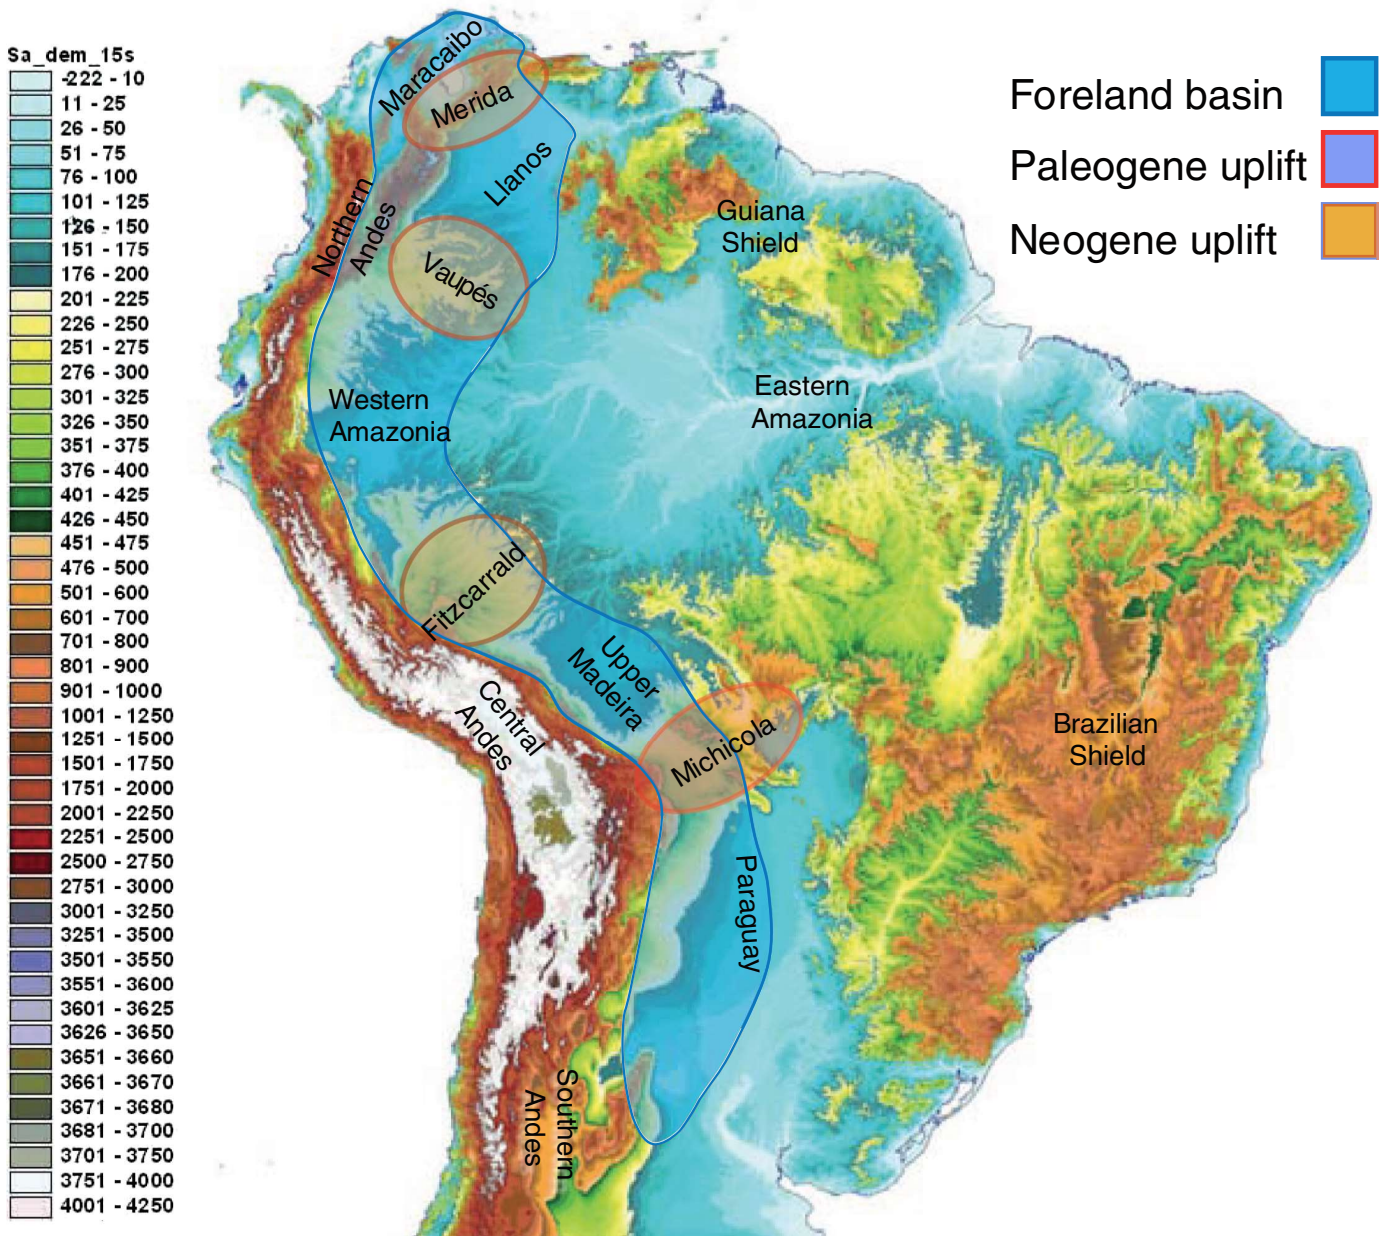 Sa_dem_15s
-222 - 10
11 - 25
26 - 50
51 - 75
76 - 100
101 - 125
126 - 150
151 - 175
176 - 200
201 - 225
226 - 250
251 - 275
276 - 300
301 - 325
326 - 350
351 - 375
376 - 400
401 - 425
426 - 450
451 - 475
476 - 500
501 - 600
601 - 700
701 - 800
801 - 900
901 - 1000
1001 - 1250
1251 - 1500
1501 - 1750
1751 - 2000
2001 - 2250
2251 - 2500
2500 - 2750
2751 - 3000
3001 - 3250
3251 - 3500
3501 - 3550
3551 - 3600
3601 - 3625
3626 - 3650
3651 - 3660
3661 - 3670
3671 - 3680
3681 - 3700
3701 - 3750
3751 - 4000
4001 - 4250
Foreland basin
Paleogene uplift
Neogene uplift
Maracaibo
Merida
Llanos
Northern
Andes
Vaupés
Guiana
Shield
Western
Amazonia
Eastern
Amazonia
Fitzcarrald
Upper
Madeira
Central
Andes
Michicola
Brazilian
Shield
Paraguay
Southern
Andes